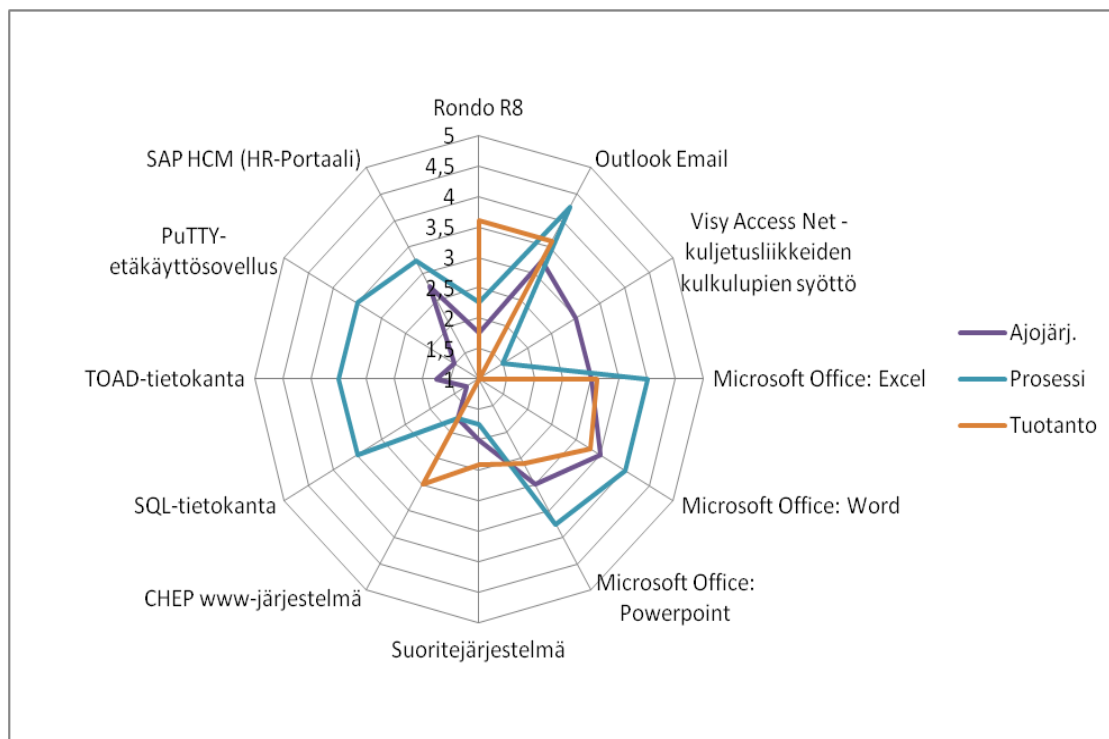 Rondo R8
5
4,5
4
3,5
3
2,5
2
1,5
1
Outlook Email
Visy Access Net -
kuljetusliikkeiden
kulkulupien syöttö
Microsoft Office: Excel
Microsoft Office: Word
Microsoft Office:
Powerpoint
Suoritejärjestelmä
CHEP www-järjestelmä
SQL-tietokanta
TOAD-tietokanta
PuTTY-
etäkäyttösovellus
SAP HCM (HR-Portaali)
Ajojärj.
Prosessi
Tuotanto